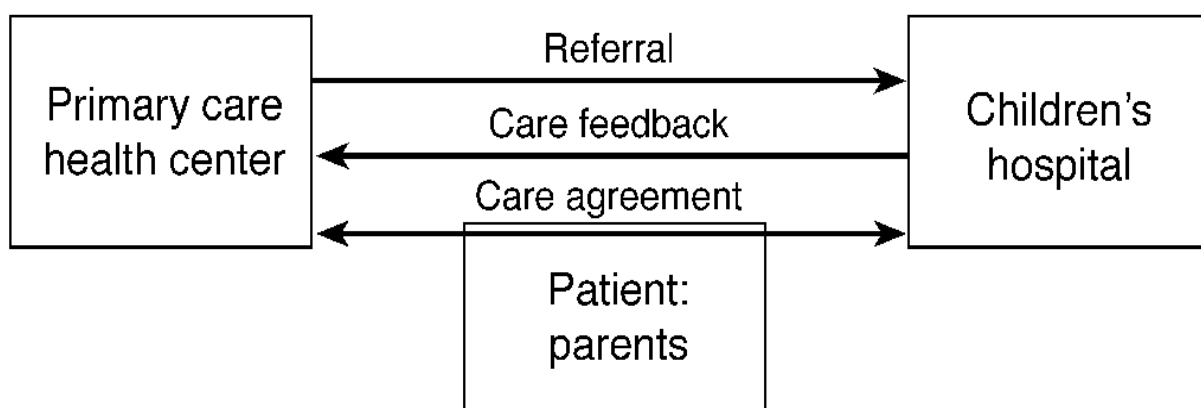 Primary care
health center
Referral
Care feedback
Care agreement
Children’s
hospital
Patient:
parents